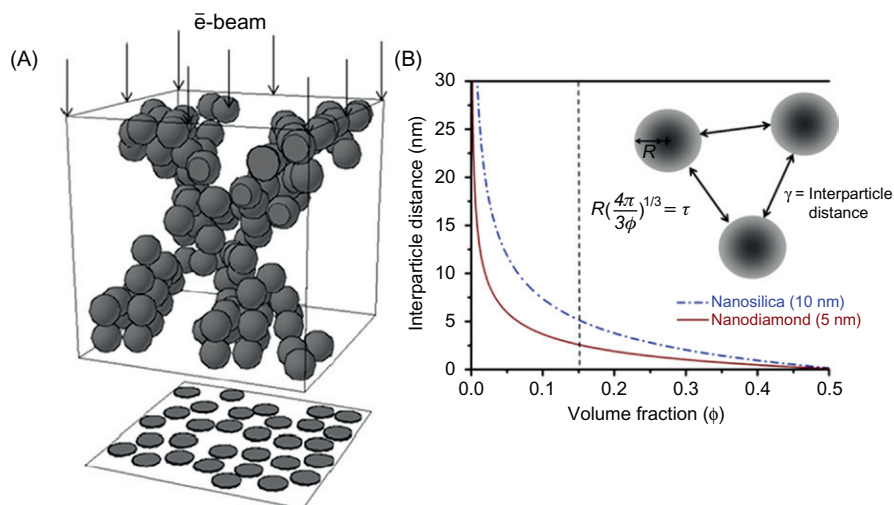 (A)
ē-beam
(B)
Interparticle distance (nm)
30
25
20
15
10
5
0
0.0 0.1 0.2 0.3 0.4 0.5
Volume fraction (ϕ)
R
R(4π/3ϕ)^{1/3} = τ
γ = Interparticle
distance
Nanosilica (10 nm)
Nanodiamond (5 nm)